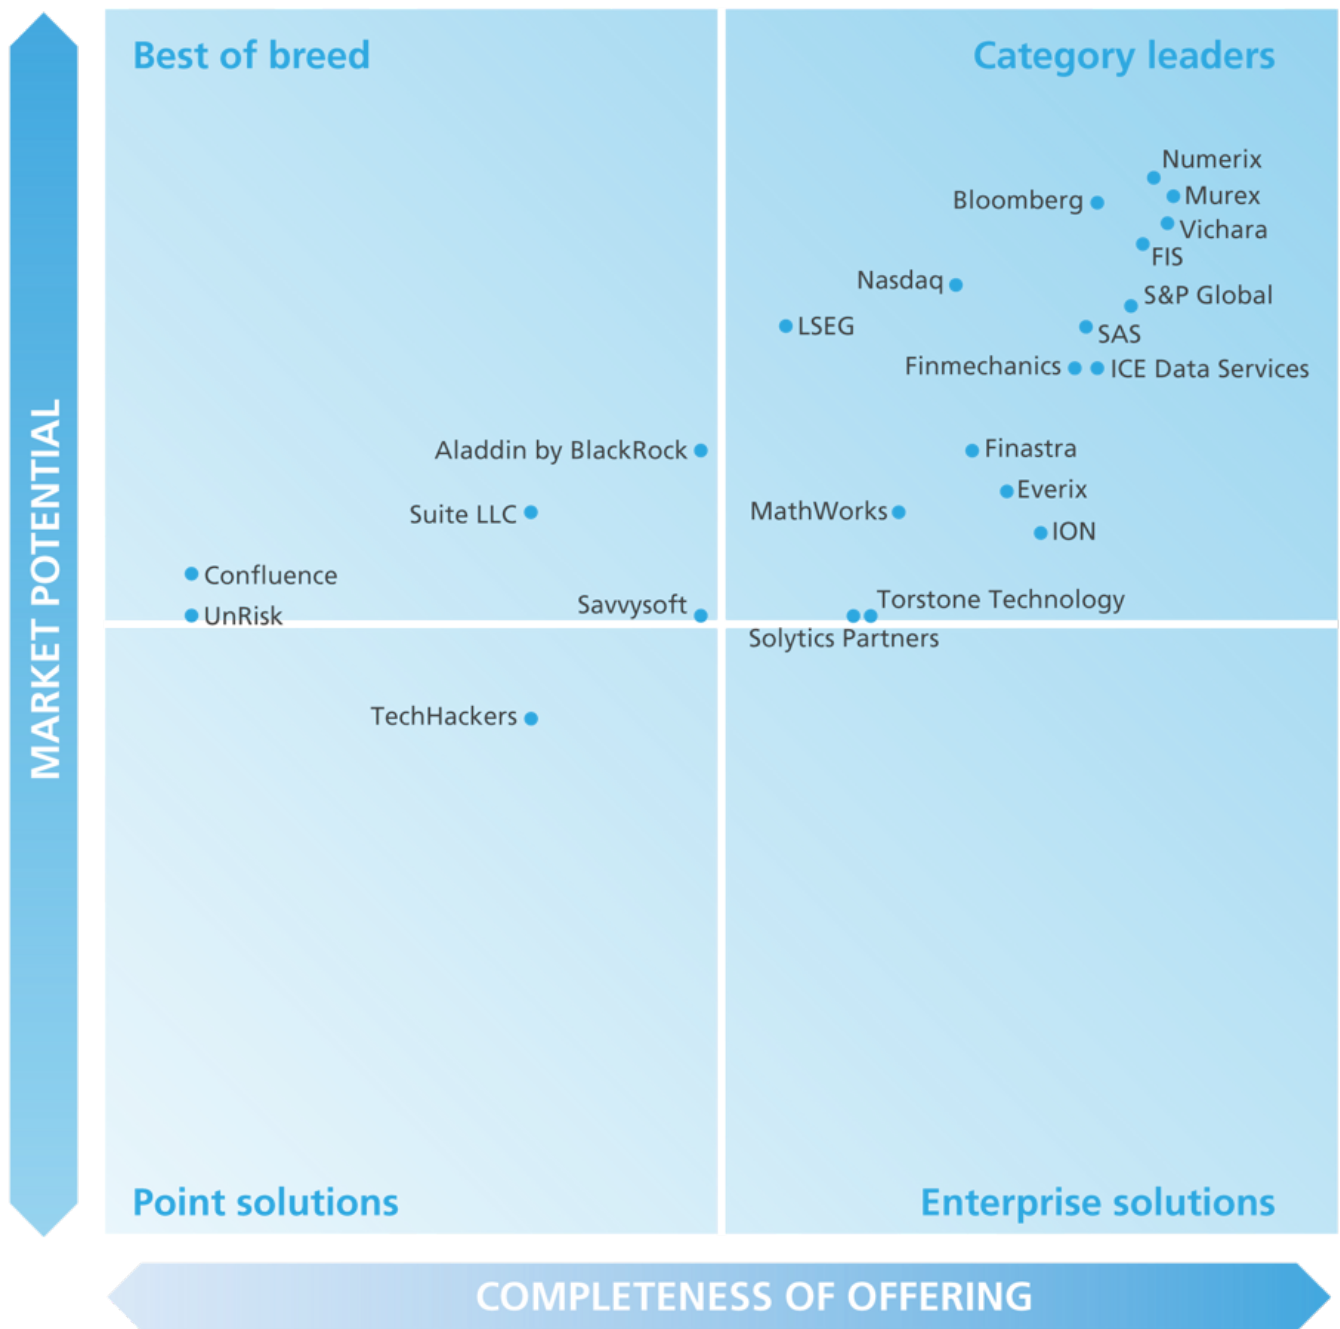 Best of breed
Category leaders
Numerix
Murex
Bloomberg
Vichara
FIS
Nasdaq
S&P Global
LSEG
SAS
Finmechanics
ICE Data Services
Aladdin by BlackRock
Finastra
Everix
Suite LLC
MathWorks
ION
Confluence
Savvysoft
Torstone Technology
UnRisk
Solytics Partners
TechHackers
MARKET POTENTIAL
Point solutions
Enterprise solutions
COMPLETENESS OF OFFERING